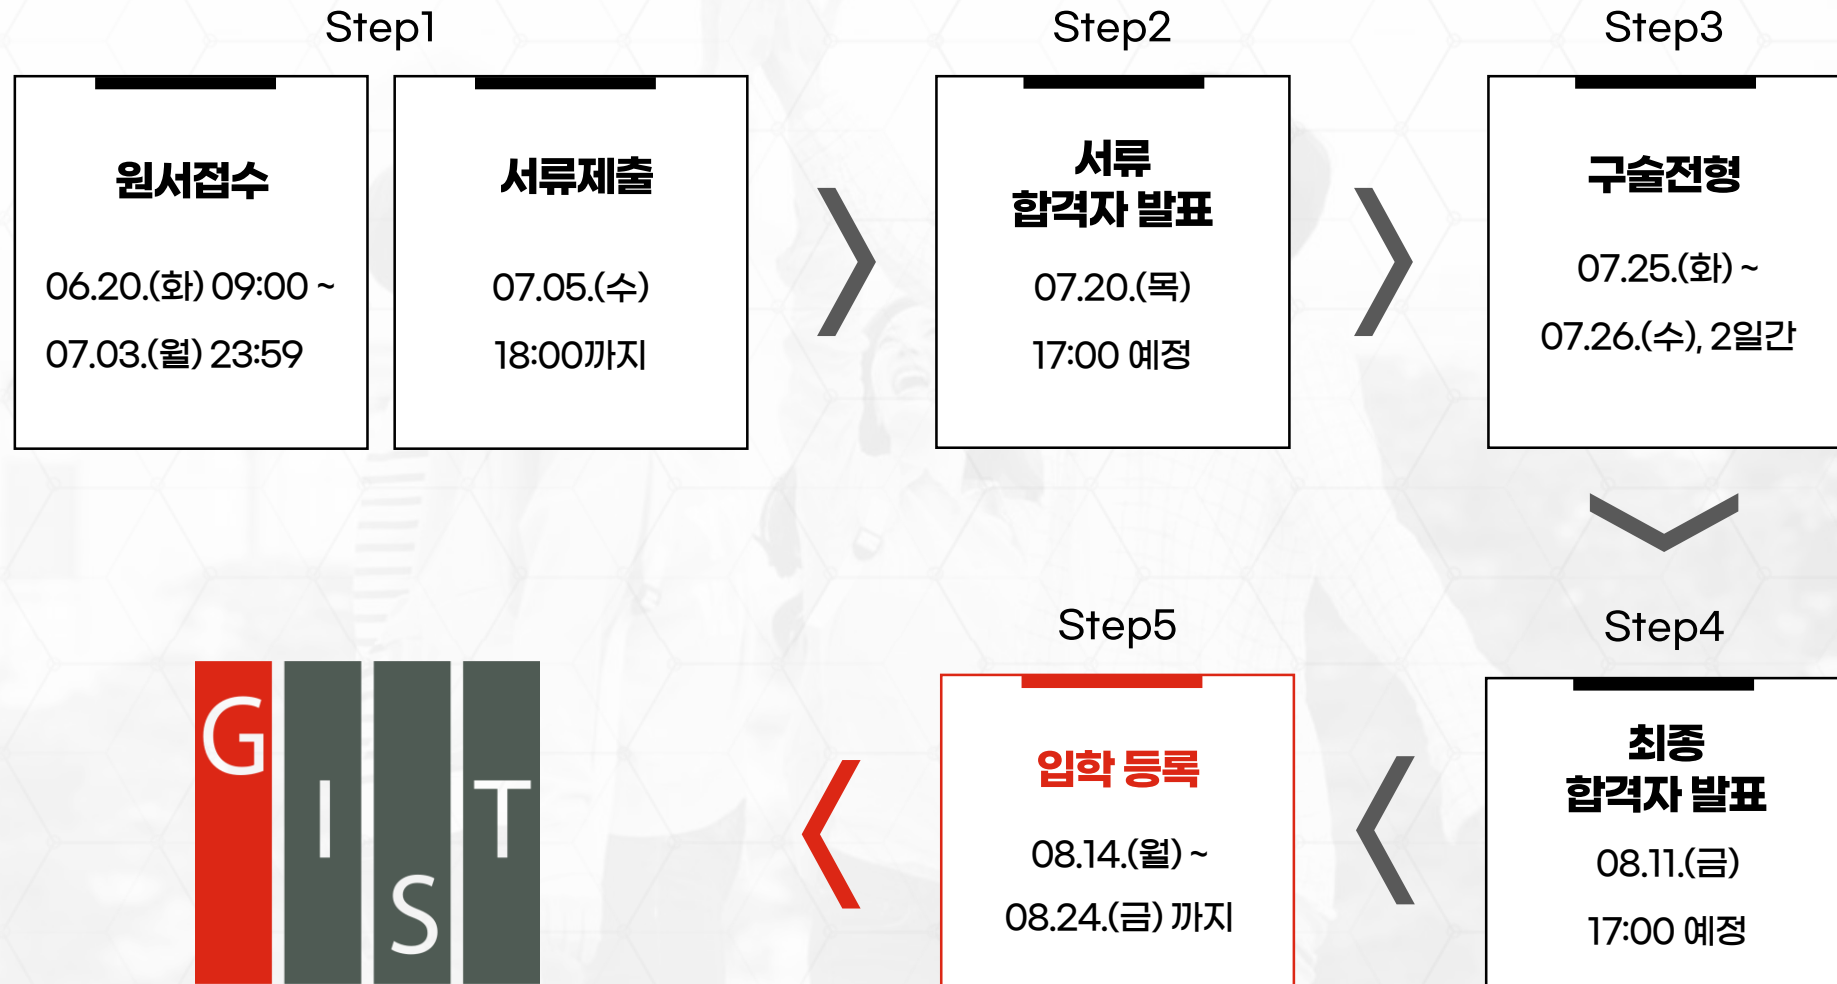 Step1
원서접수
06.20.(화) 09:00 ~
07.03.(월) 23:59
서류제출
07.05.(수)
18:00까지
Step2
서류
합격자 발표
07.20.(목)
17:00 예정
Step3
구술전형
07.25.(화) ~
07.26.(수), 2일간
Step4
최종
합격자 발표
08.11.(금)
17:00 예정
Step5
입학 등록
08.14.(월) ~
08.24.(금) 까지
GIST